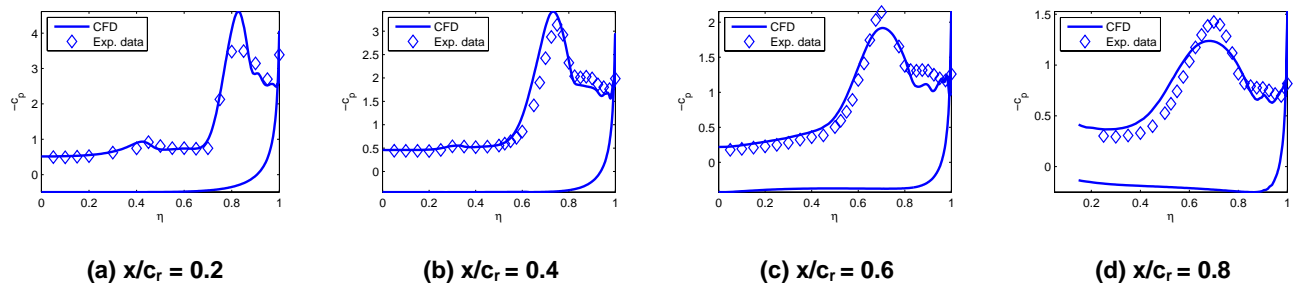 CFD
Exp. data
−c_p
4
3
2
1
0
0 0.2 0.4 0.6 0.8 1
η
(a) x/c_r = 0.2
CFD
Exp. data
−c_p
3
2.5
2
1.5
1
0.5
0
0 0.2 0.4 0.6 0.8 1
η
(b) x/c_r = 0.4
CFD
Exp. data
−c_p
2
1.5
1
0.5
0
0 0.2 0.4 0.6 0.8 1
η
(c) x/c_r = 0.6
CFD
Exp. data
−c_p
1.5
1
0.5
0
0.2 0.4 0.6 0.8 1
η
(d) x/c_r = 0.8